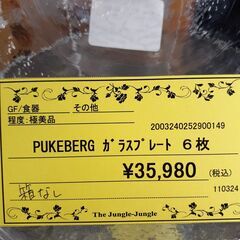 GF/食器 その他
程度:極美品
2003240252900149
PUKEBERG ｶﾞﾗｽﾌﾟﾚｰﾄ 6枚
¥35,980 (税込)
箱なし
110324
The Jungle-Jungle